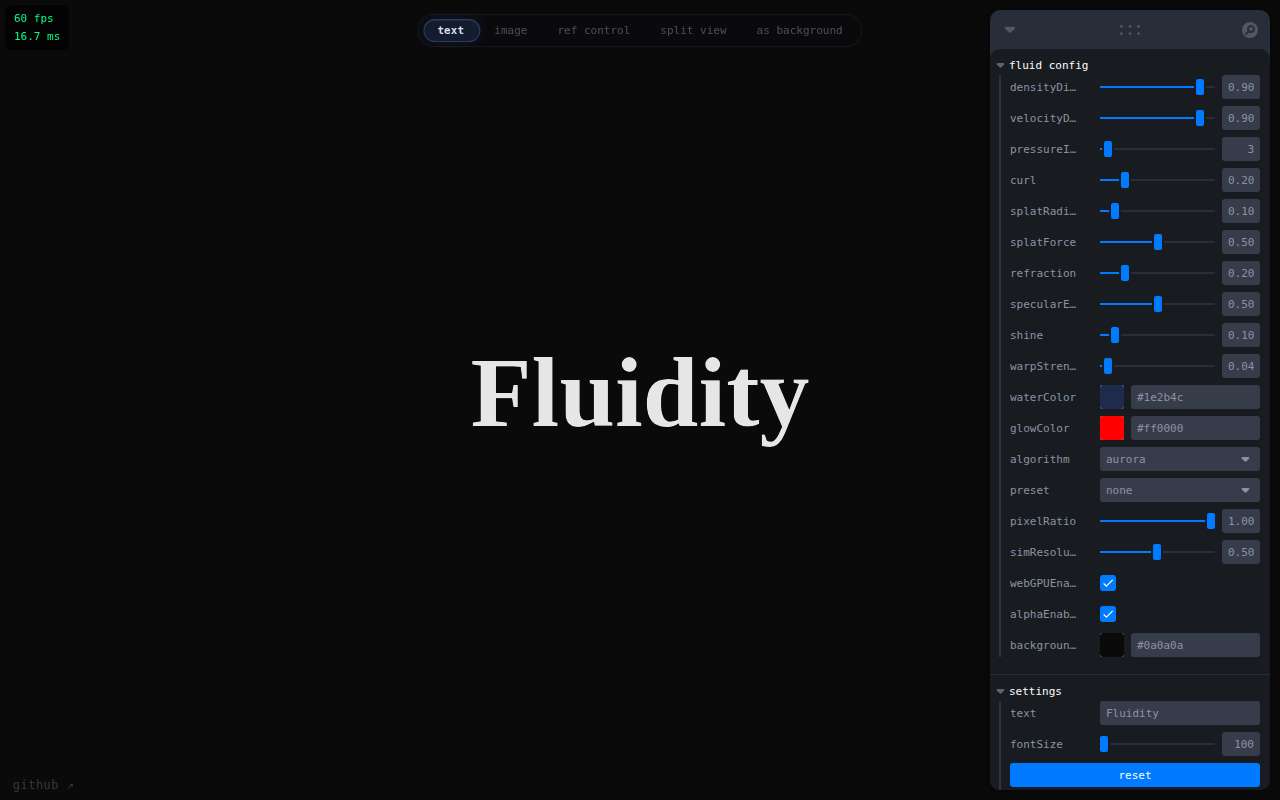 60 fps
16.7 ms
text image ref control split view as background
Fluidity
github ↗
fluid config
densityDi… 0.90
velocityD… 0.90
pressureI… 3
curl 0.20
splatRadi… 0.10
splatForce 0.50
refraction 0.20
specularE… 0.50
shine 0.10
warpStren… 0.04
waterColor #1e2b4c
glowColor #ff0000
algorithm aurora
preset none
pixelRatio 1.00
simResolu… 0.50
webGPUEna…
alphaEnab…
backgroun… #0a0a0a
settings
text Fluidity
fontSize 100
reset